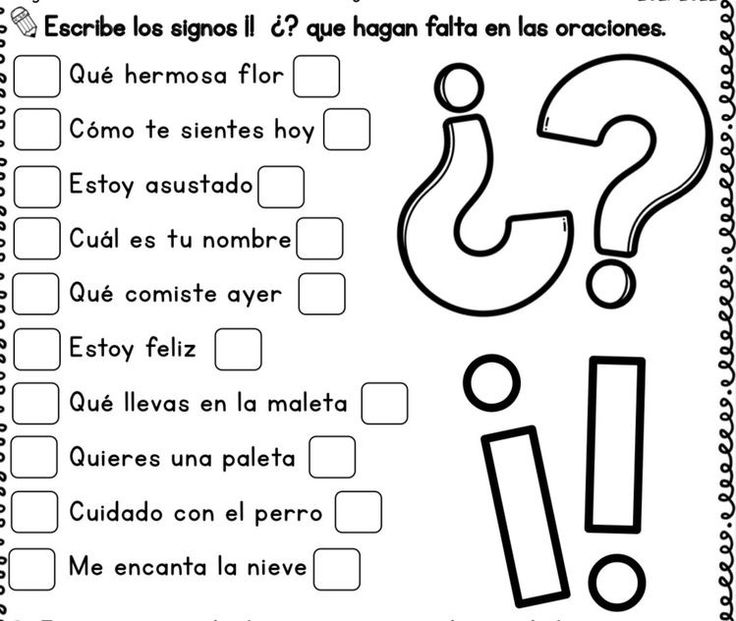 Escribe los signos ¡! ¿? que hagan falta en las oraciones.
Qué hermosa flor
Cómo te sientes hoy
Estoy asustado
Cuál es tu nombre
Qué comiste ayer
Estoy feliz
Qué llevas en la maleta
Quieres una paleta
Cuidado con el perro
Me encanta la nieve
¿?
¡!